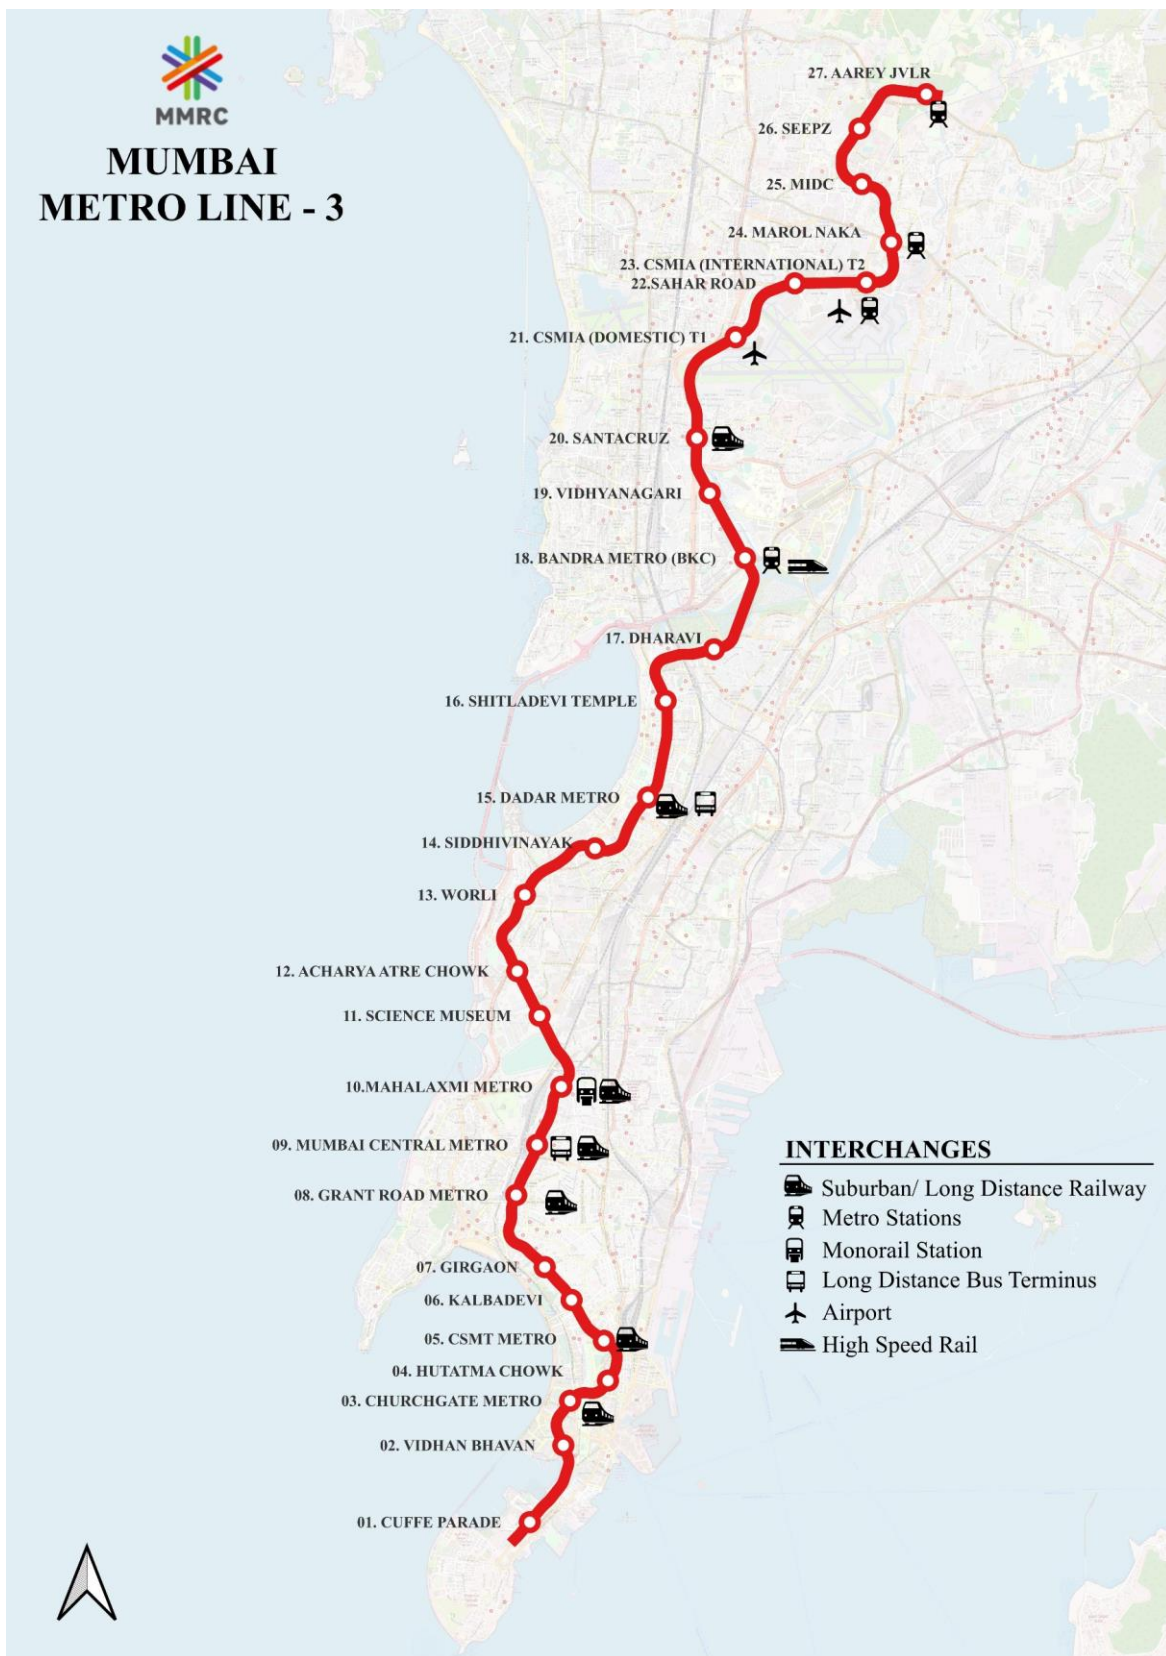 MMRC
MUMBAI
METRO LINE - 3
27. AAREY JVLR
26. SEEPZ
25. MIDC
24. MAROL NAKA
23. CSMIA (INTERNATIONAL) T2
22.SAHAR ROAD
21. CSMIA (DOMESTIC) T1
20. SANTACRUZ
19. VIDHYANAGARI
18. BANDRA METRO (BKC)
17. DHARAVI
16. SHITLADEVI TEMPLE
15. DADAR METRO
14. SIDDHIVINAYAK
13. WORLI
12. ACHARYA ATRE CHOWK
11. SCIENCE MUSEUM
10.MAHALAXMI METRO
09. MUMBAI CENTRAL METRO
08. GRANT ROAD METRO
07. GIRGAON
06. KALBADEVI
05. CSMT METRO
04. HUTATMA CHOWK
03. CHURCHGATE METRO
02. VIDHAN BHAVAN
01. CUFFE PARADE
INTERCHANGES
Suburban/ Long Distance Railway
Metro Stations
Monorail Station
Long Distance Bus Terminus
Airport
High Speed Rail